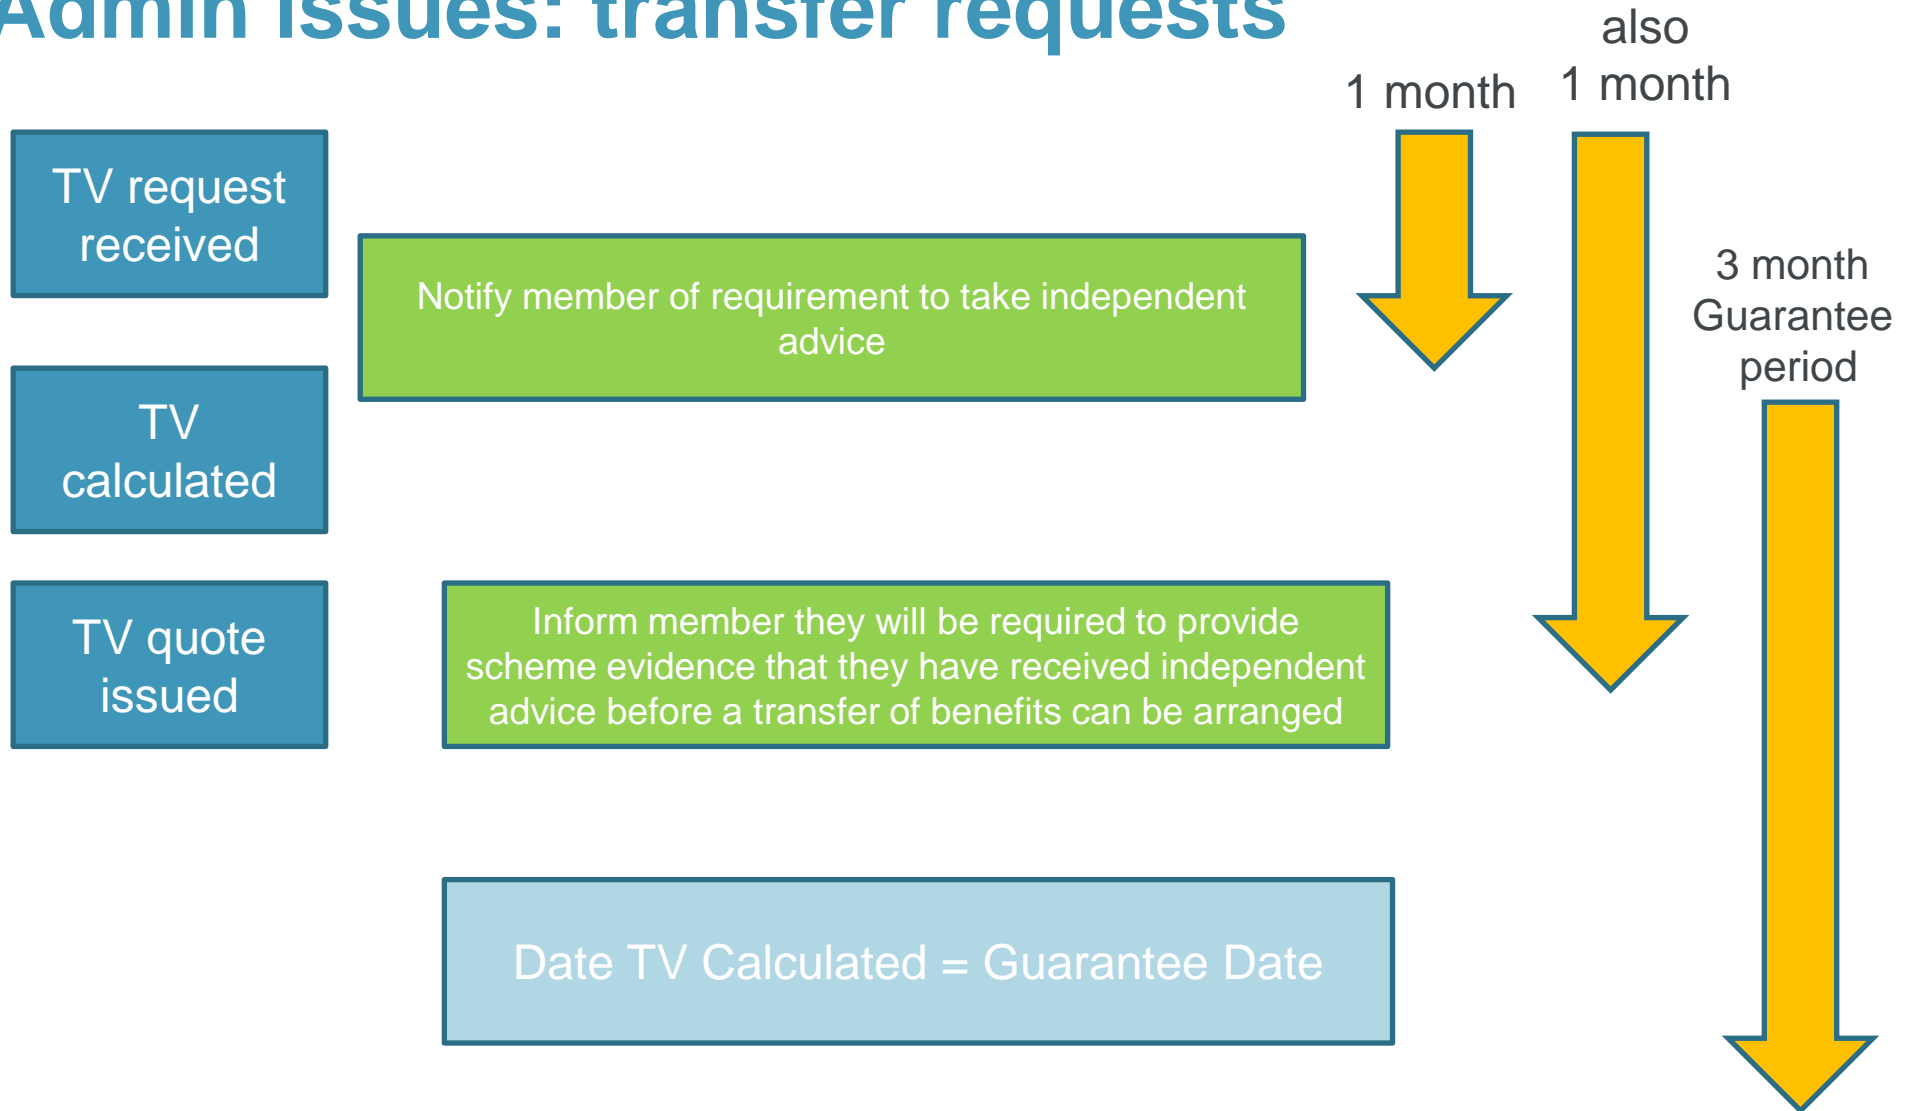 Admin issues: transfer requests
also
1 month
1 month
TV request
received
Notify member of requirement to take independent
advice
3 month
Guarantee
period
TV
calculated
TV quote
issued
Inform member they will be required to provide
scheme evidence that they have received independent
advice before a transfer of benefits can be arranged
Date TV Calculated = Guarantee Date